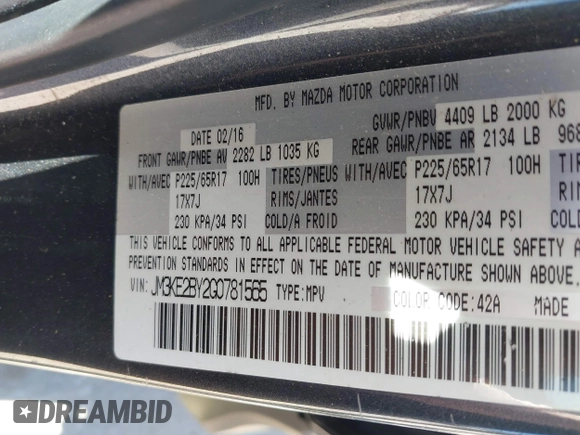 MFD. BY MAZDA MOTOR CORPORATION
DATE 02/16 GVWR/PNBV 4409 LB 2000 KG
FRONT GAWR/PNBE AV 2282 LB 1035 KG REAR GAWR/PNBE AR 2134 LB
WITH/AVEC P225/65R17 100H TIRES/PNEUS WITH/AVEC P225/65R17 100H TIRES
17X7J RIMS/JANTES 17X7J RIMS
230 KPA/34 PSI COLD/A FROID 230 KPA/34 PSI COLD
THIS VEHICLE CONFORMS TO ALL APPLICABLE FEDERAL MOTOR VEHICLE SAFETY
PREVENTION STANDARDS IN EFFECT ON THE DATE OF MANUFACTURE SHOWN ABOVE.
VIN: JM3KE2BY2G0781565 TYPE:MPV COLOR CODE:42A MADE
DREAMBID